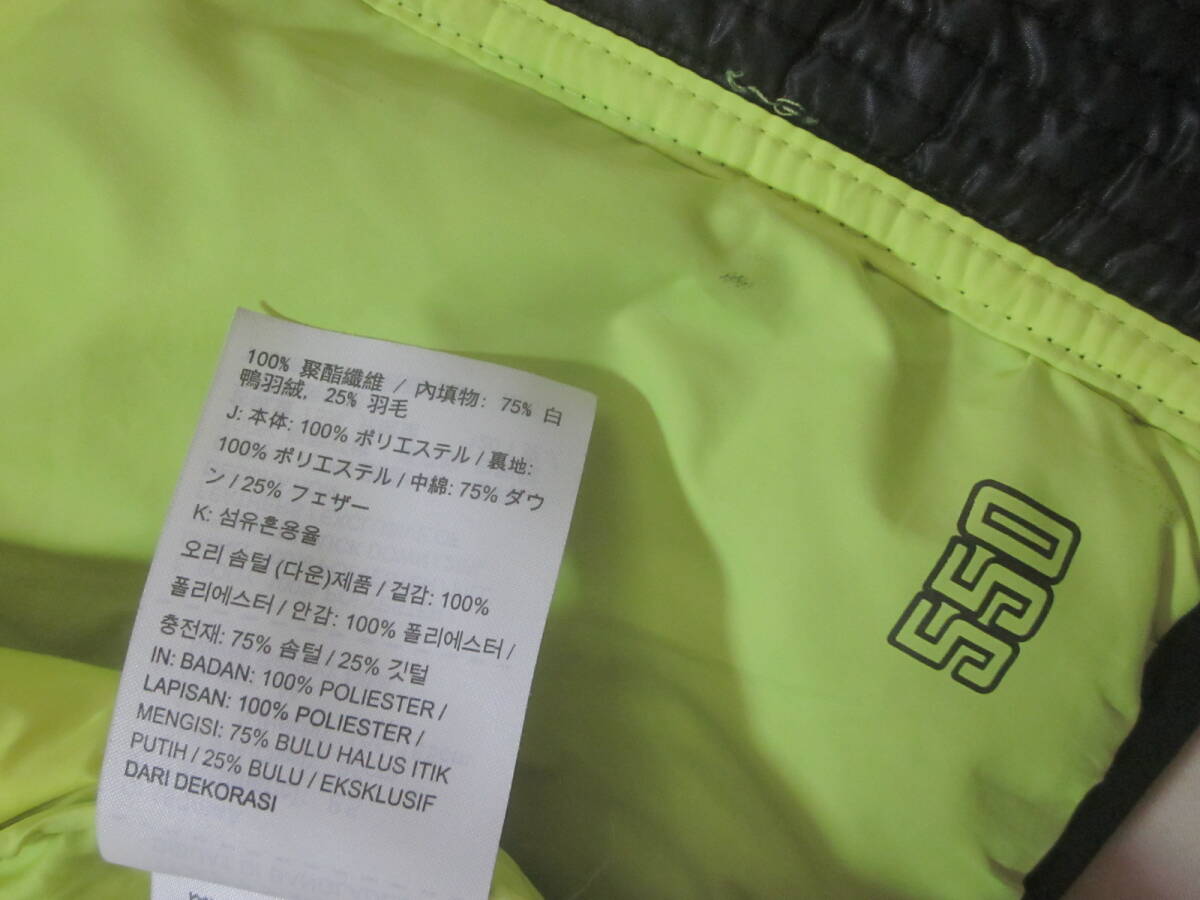 100% 聚酯纖維 / 內填物: 75% 白
鴨羽絨, 25% 羽毛
J: 本体: 100% ポリエステル / 裏地:
100% ポリエステル / 中綿: 75% ダウ
ン / 25% フェザー
K: 섬유혼용율
오리 솜털 (다운)제품 / 겉감: 100%
폴리에스터 / 안감: 100% 폴리에스터 /
충전재: 75% 솜털 / 25% 깃털
IN: BADAN: 100% POLIESTER /
LAPISAN: 100% POLIESTER /
MENGISI: 75% BULU HALUS ITIK
PUTIH / 25% BULU / EKSKLUSIF
DARI DEKORASI
550